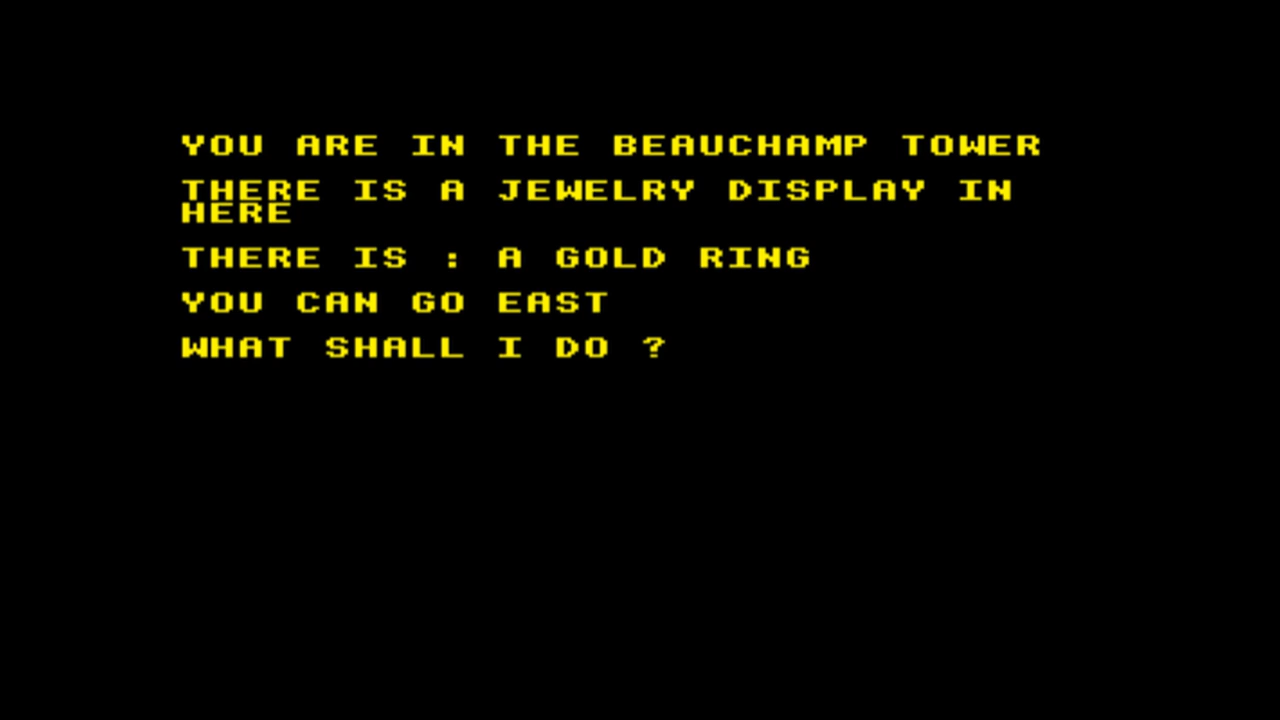 YOU ARE IN THE BEAUCHAMP TOWER
THERE IS A JEWELRY DISPLAY IN
HERE
THERE IS : A GOLD RING
YOU CAN GO EAST
WHAT SHALL I DO ?